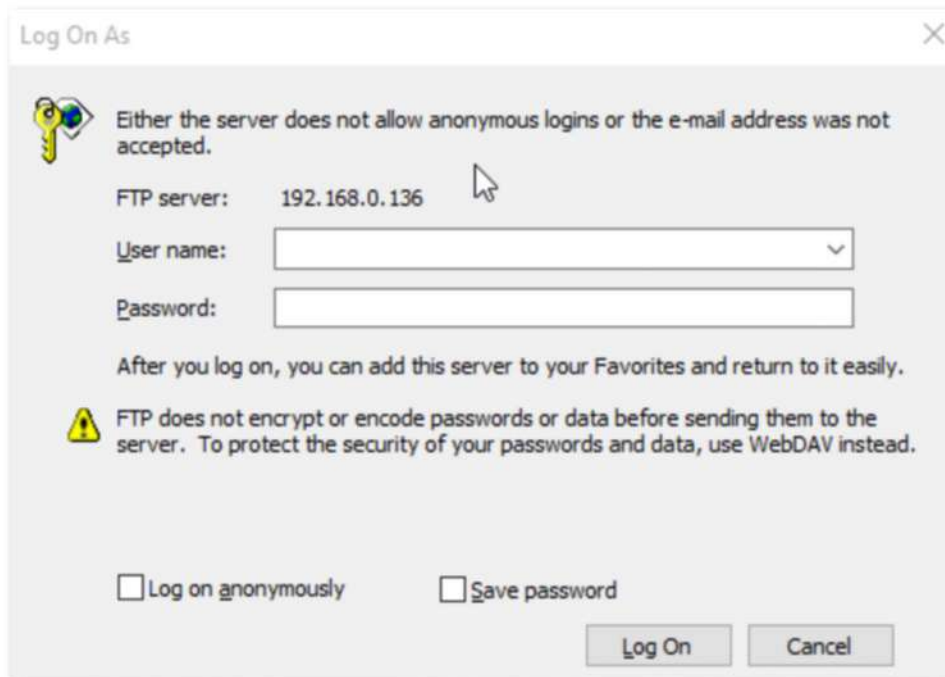 Log On As
Either the server does not allow anonymous logins or the e-mail address was not
accepted.
FTP server: 192.168.0.136
User name:
Password:
After you log on, you can add this server to your Favorites and return to it easily.
FTP does not encrypt or encode passwords or data before sending them to the
server. To protect the security of your passwords and data, use WebDAV instead.
Log on anonymously Save password
Log On Cancel